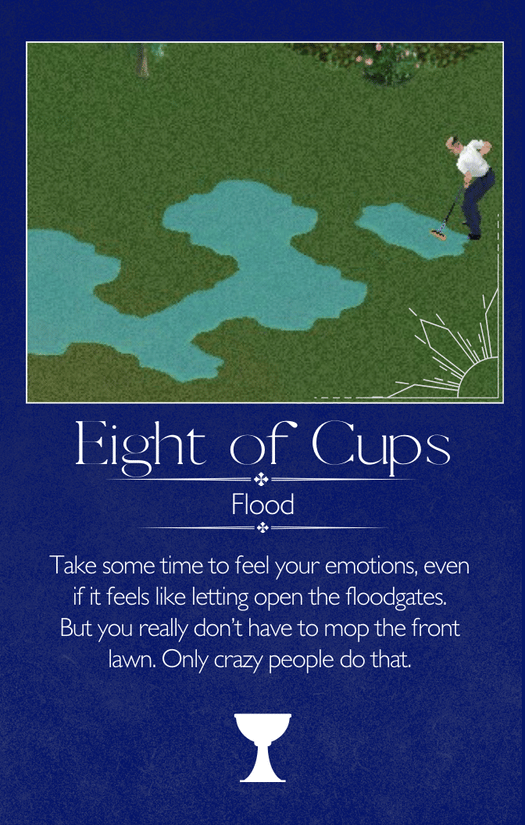 Eight of Cups
Flood
Take some time to feel your emotions, even
if it feels like letting open the floodgates.
But you really don’t have to mop the front
lawn. Only crazy people do that.